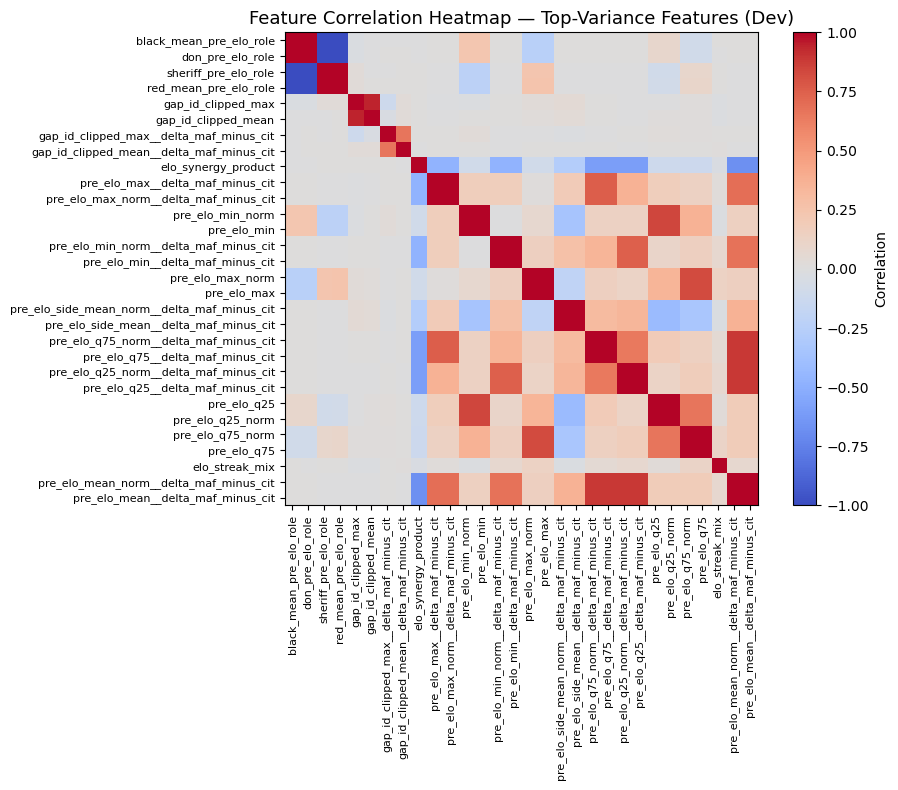 Feature Correlation Heatmap — Top-Variance Features (Dev)
black_mean_pre_elo_role
don_pre_elo_role
sheriff_pre_elo_role
red_mean_pre_elo_role
gap_id_clipped_max
gap_id_clipped_mean
gap_id_clipped_max__delta_maf_minus_cit
gap_id_clipped_mean__delta_maf_minus_cit
elo_synergy_product
pre_elo_max__delta_maf_minus_cit
pre_elo_max_norm__delta_maf_minus_cit
pre_elo_min_norm
pre_elo_min
pre_elo_min_norm__delta_maf_minus_cit
pre_elo_min__delta_maf_minus_cit
pre_elo_max_norm
pre_elo_max
pre_elo_side_mean_norm__delta_maf_minus_cit
pre_elo_side_mean__delta_maf_minus_cit
pre_elo_q75_norm__delta_maf_minus_cit
pre_elo_q75__delta_maf_minus_cit
pre_elo_q25_norm__delta_maf_minus_cit
pre_elo_q25__delta_maf_minus_cit
pre_elo_q25
pre_elo_q25_norm
pre_elo_q75_norm
pre_elo_q75
elo_streak_mix
pre_elo_mean_norm__delta_maf_minus_cit
pre_elo_mean__delta_maf_minus_cit
black_mean_pre_elo_role
don_pre_elo_role
sheriff_pre_elo_role
red_mean_pre_elo_role
gap_id_clipped_max
gap_id_clipped_mean
gap_id_clipped_max__delta_maf_minus_cit
gap_id_clipped_mean__delta_maf_minus_cit
elo_synergy_product
pre_elo_max__delta_maf_minus_cit
pre_elo_max_norm__delta_maf_minus_cit
pre_elo_min_norm
pre_elo_min
pre_elo_min_norm__delta_maf_minus_cit
pre_elo_min__delta_maf_minus_cit
pre_elo_max_norm
pre_elo_max
pre_elo_side_mean_norm__delta_maf_minus_cit
pre_elo_side_mean__delta_maf_minus_cit
pre_elo_q75_norm__delta_maf_minus_cit
pre_elo_q75__delta_maf_minus_cit
pre_elo_q25_norm__delta_maf_minus_cit
pre_elo_q25__delta_maf_minus_cit
pre_elo_q25
pre_elo_q25_norm
pre_elo_q75_norm
pre_elo_q75
elo_streak_mix
pre_elo_mean_norm__delta_maf_minus_cit
pre_elo_mean__delta_maf_minus_cit
1.00
0.75
0.50
0.25
0.00
−0.25
−0.50
−0.75
−1.00
Correlation